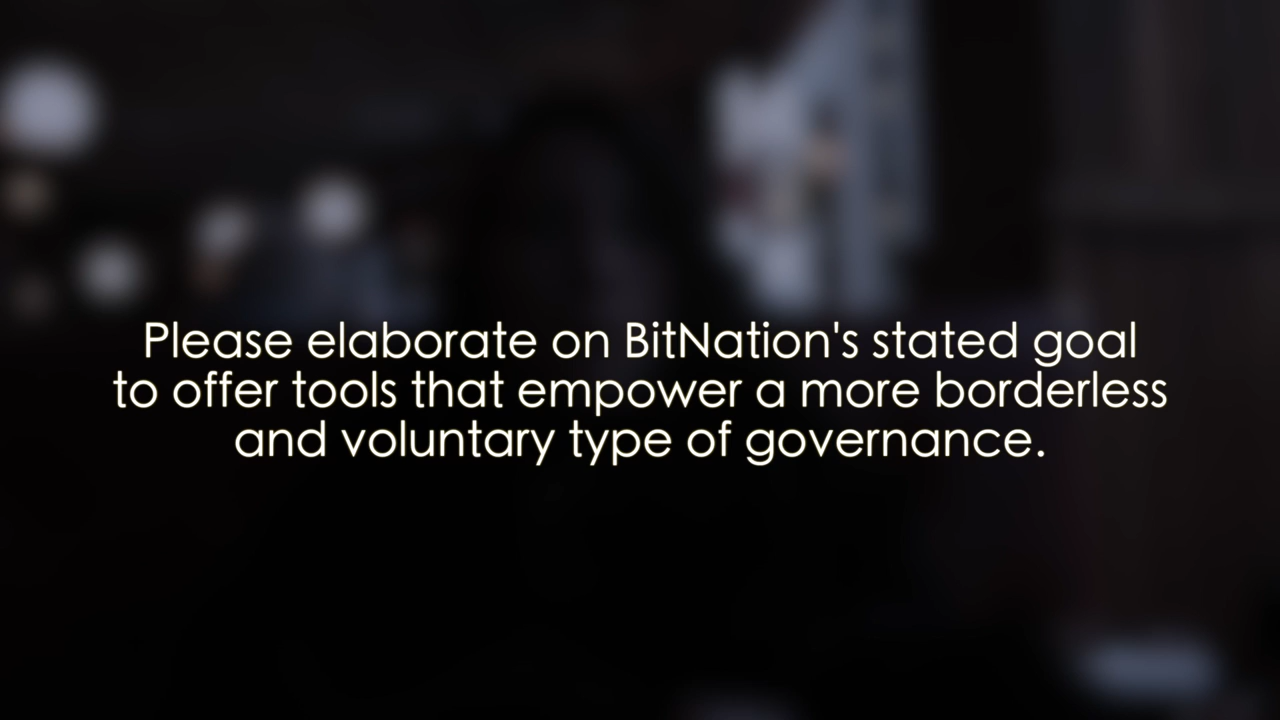 Please elaborate on BitNation's stated goal
to offer tools that empower a more borderless
and voluntary type of governance.